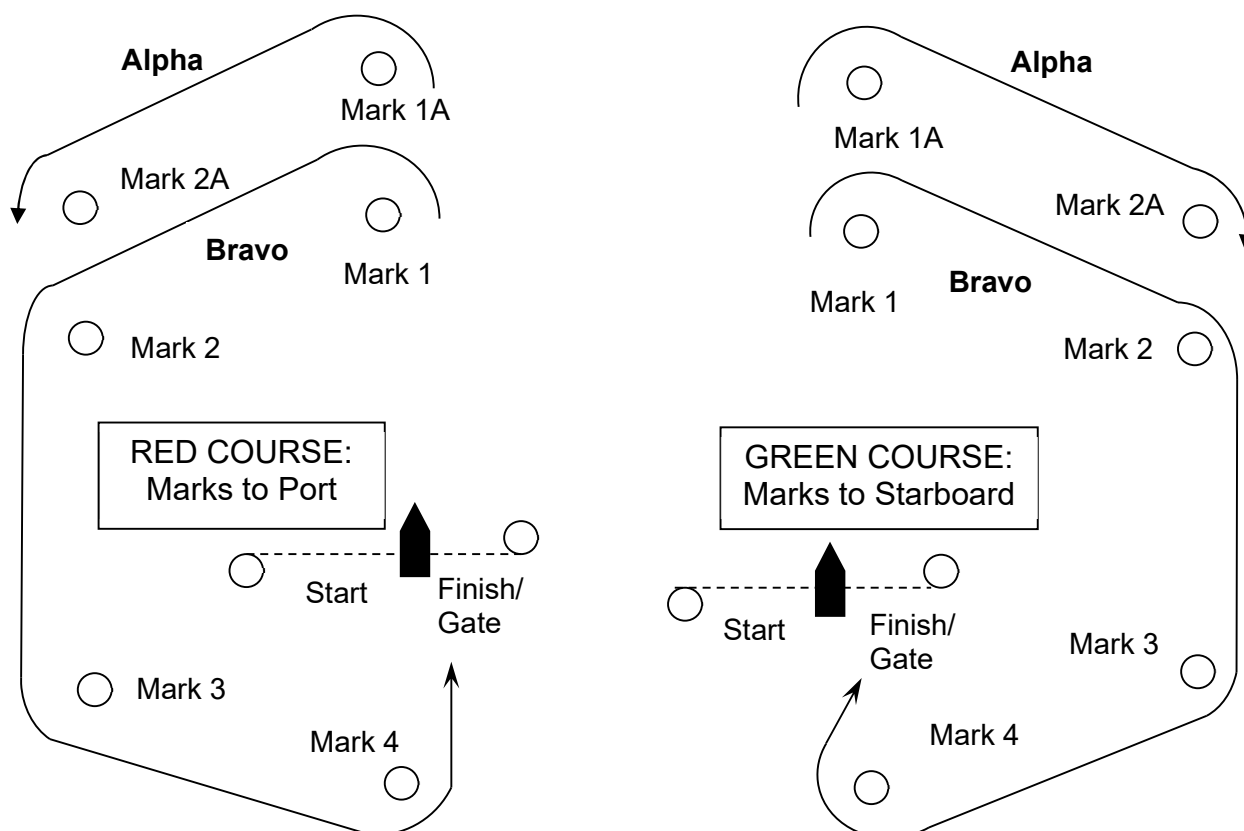 Alpha
Mark 1A
Mark 2A
Bravo
Mark 1
Mark 2
RED COURSE:
Marks to Port
Start
Finish/
Gate
Mark 3
Mark 4
Alpha
Mark 1A
Mark 2A
Mark 1
Bravo
Mark 2
GREEN COURSE:
Marks to Starboard
Start
Finish/
Gate
Mark 3
Mark 4